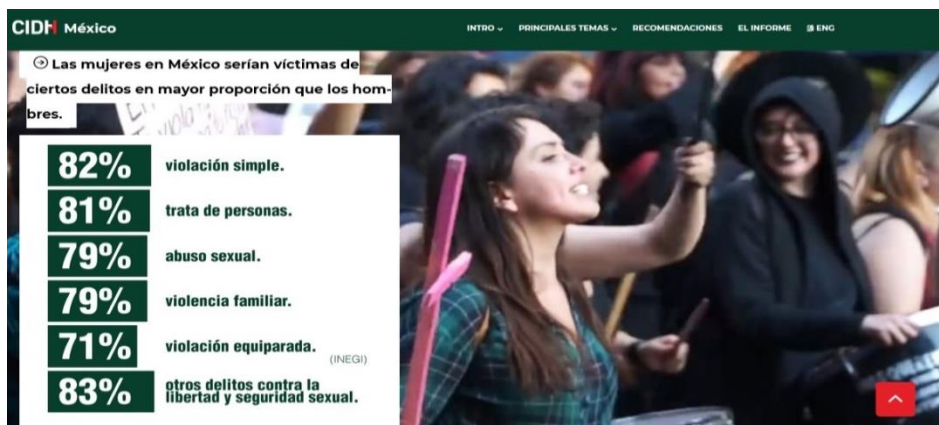 CIDH México
INTRO PRINCIPALES TEMAS RECOMENDACIONES EL INFORME ENG
Las mujeres en México serían víctimas de
ciertos delitos en mayor proporción que los hom-
bres.
82% violación simple.
81% trata de personas.
79% abuso sexual.
79% violencia familiar.
71% violación equiparada.
(INEGI)
83% otros delitos contra la
libertad y seguridad sexual.